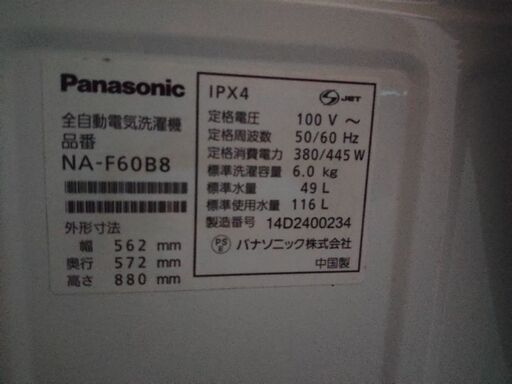 Panasonic
全自動電気洗濯機
品番
NA-F60B8
外形寸法
幅 562 mm
奥行 572 mm
高さ 880 mm
IPX4
JET
定格電圧 100 V ～
定格周波数 50/60 Hz
定格消費電力 380/445 W
標準洗濯容量 6.0 kg
標準水量 49 L
標準使用水量 116 L
製造番号 14D2400234
PS E パナソニック株式会社
中国製